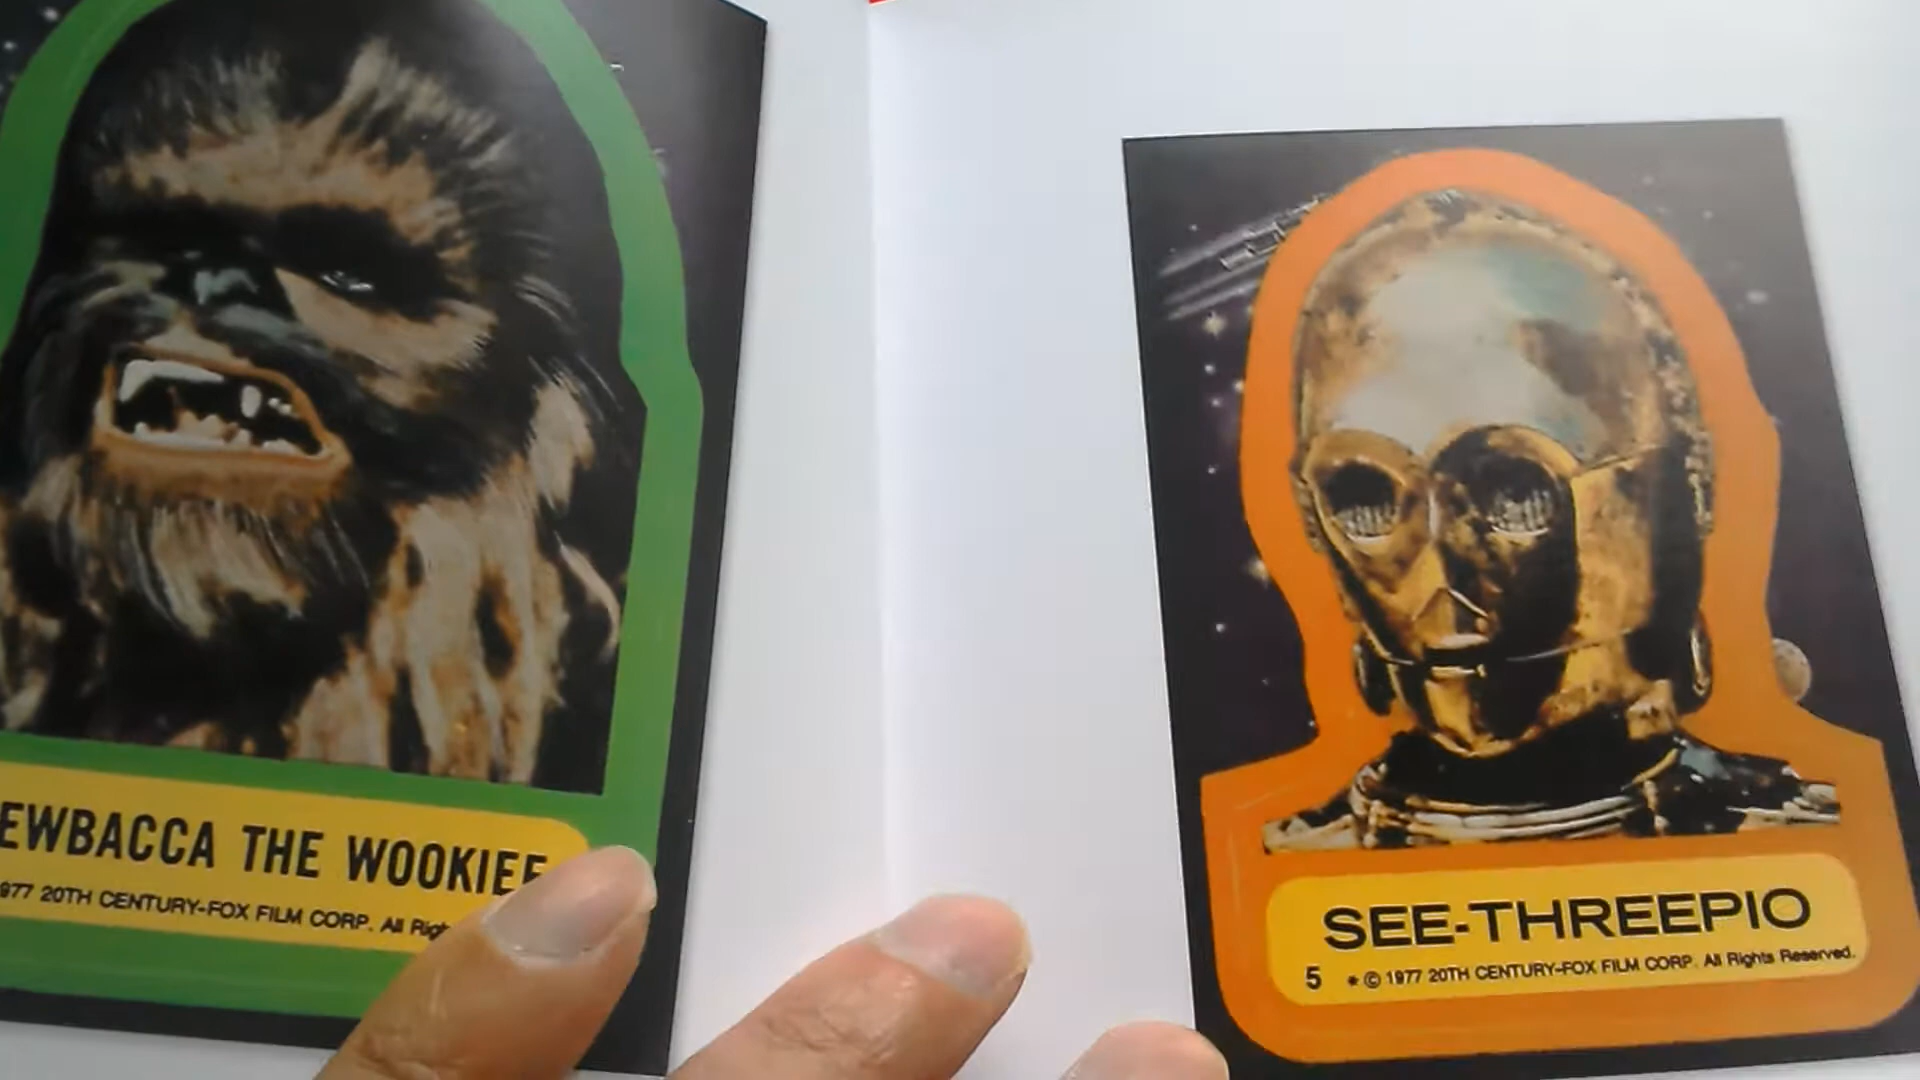 EWBACCA THE WOOKIEE
977 20TH CENTURY-FOX FILM CORP. All Righ
SEE-THREEPIO
5 * © 1977 20TH CENTURY-FOX FILM CORP. All Rights Reserved.